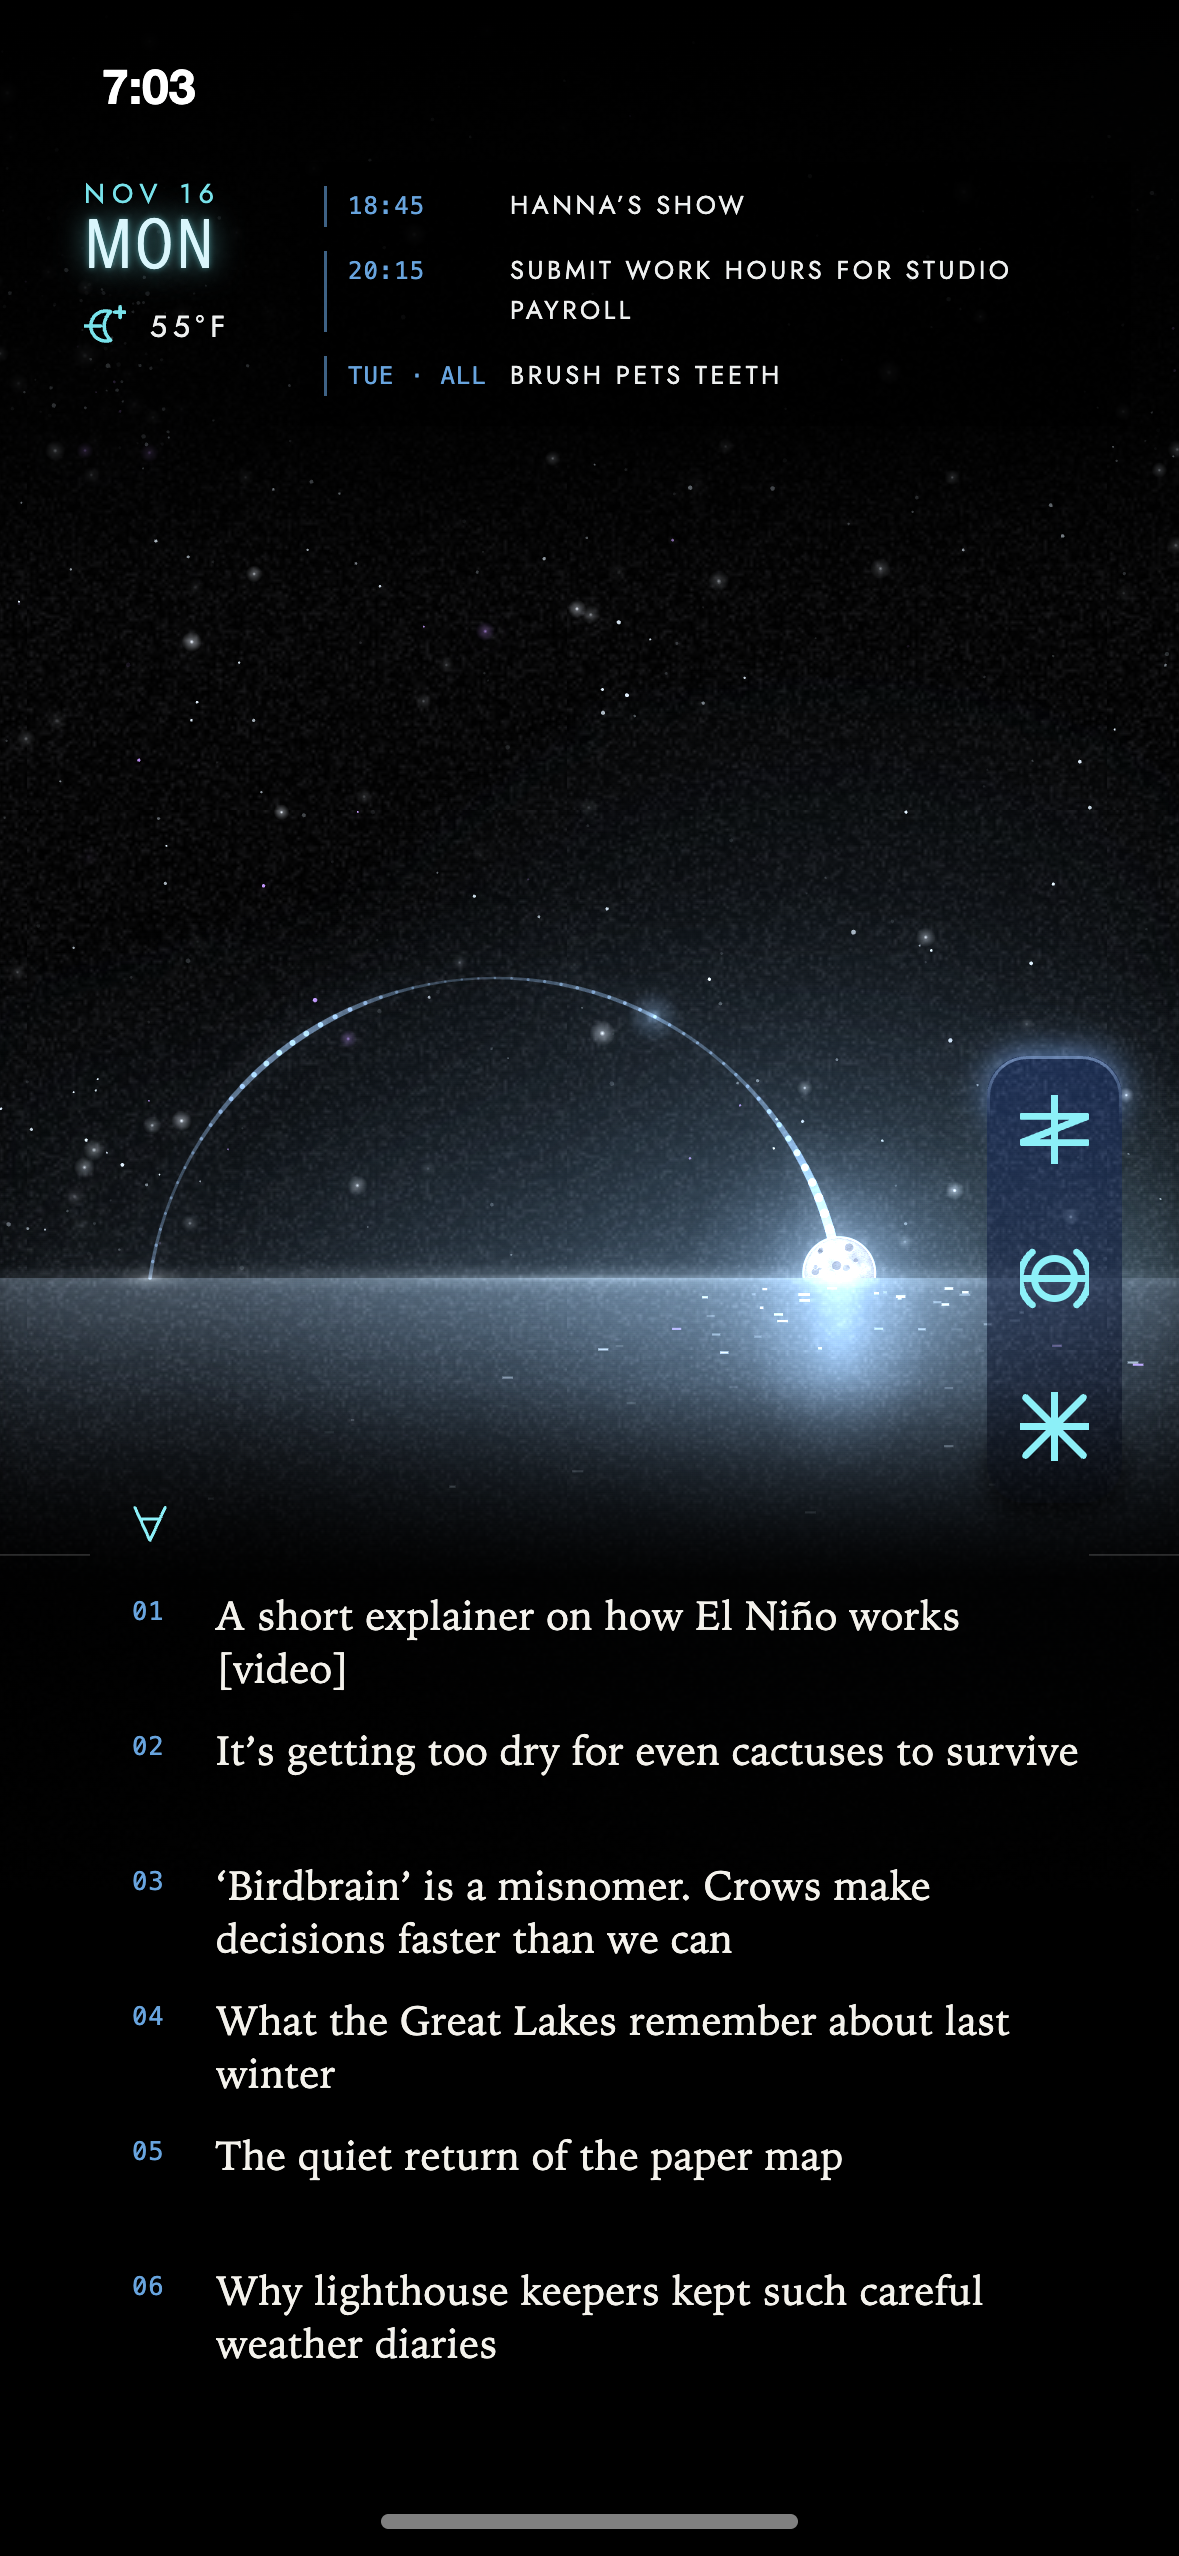 7:03
NOV 16
MON
55°F
18:45 HANNA’S SHOW
20:15 SUBMIT WORK HOURS FOR STUDIO
PAYROLL
TUE · ALL BRUSH PETS TEETH
∀
01 A short explainer on how El Niño works
[video]
02 It’s getting too dry for even cactuses to survive
03 ‘Birdbrain’ is a misnomer. Crows make
decisions faster than we can
04 What the Great Lakes remember about last
winter
05 The quiet return of the paper map
06 Why lighthouse keepers kept such careful
weather diaries